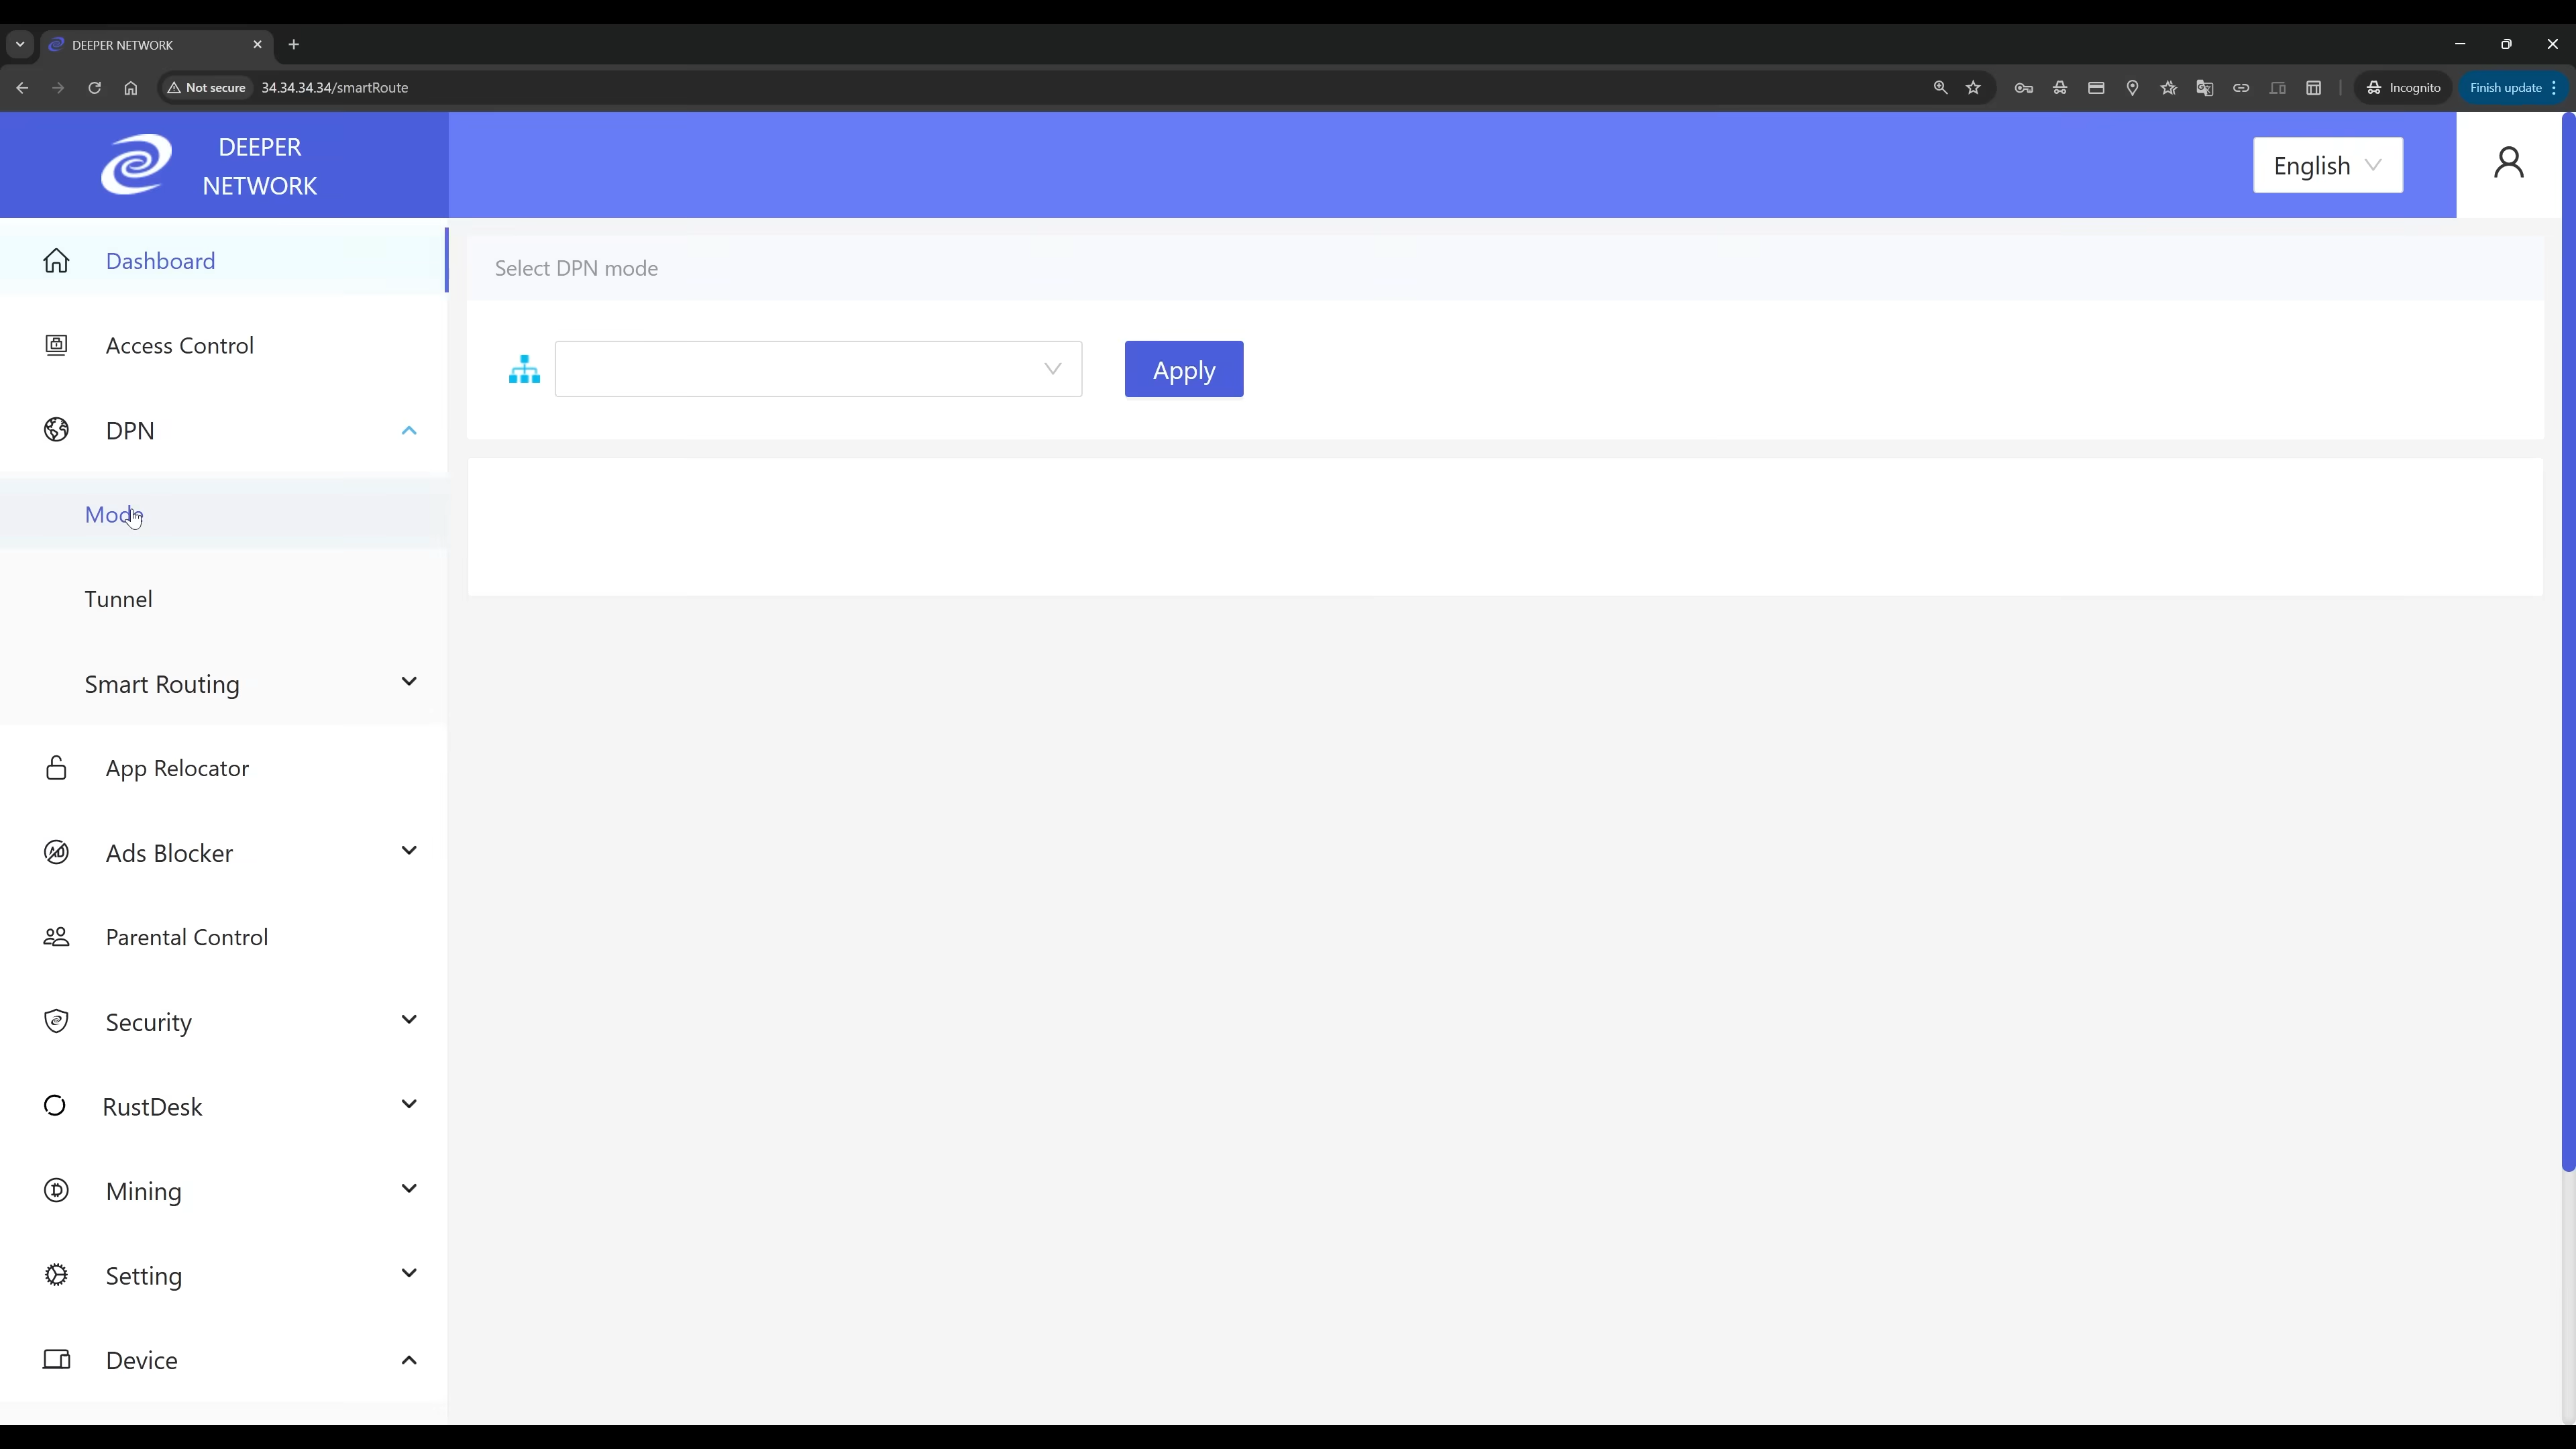 DEEPER NETWORK
Not secure
34.34.34.34/smartRoute
Incognito
Finish update
DEEPER
NETWORK
English
Dashboard
Select DPN mode
Access Control
Apply
DPN
Mode
Tunnel
Smart Routing
App Relocator
Ads Blocker
Parental Control
Security
RustDesk
Mining
Setting
Device